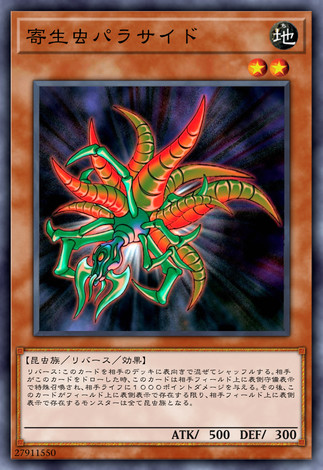 寄生虫パラサイド
地
【昆虫族／リバース／効果】
リバース：このカードを相手のデッキに表向きで混ぜてシャッフルする。相手
がこのカードをドローした時、このカードは相手フィールド上に表側守備表示
で特殊召喚され、相手ライフに１０００ポイントダメージを与える。その後、こ
のカードがフィールド上に表側表示で存在する限り、相手フィールド上に表側
表示で存在するモンスターは全て昆虫族となる。
ATK/ 500 DEF/ 300
27911550